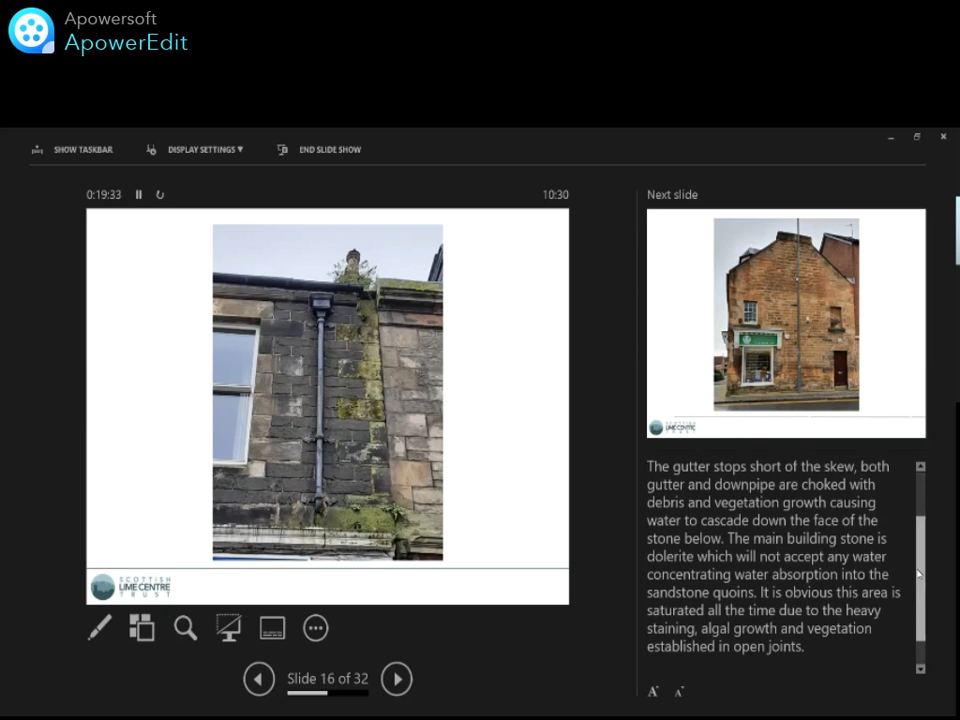 Apowersoft
ApowerEdit
SHOW TASKBAR
DISPLAY SETTINGS ▾
END SLIDE SHOW
0:19:33
10:30
Next slide
SCOTTISH
LIME CENTRE
TRUST
SCOTTISH
LIME CENTRE
TRUST
The gutter stops short of the skew, both
gutter and downpipe are choked with
debris and vegetation growth causing
water to cascade down the face of the
stone below. The main building stone is
dolerite which will not accept any water
concentrating water absorption into the
sandstone quoins. It is obvious this area is
saturated all the time due to the heavy
staining, algal growth and vegetation
established in open joints.
Slide 16 of 32
A A